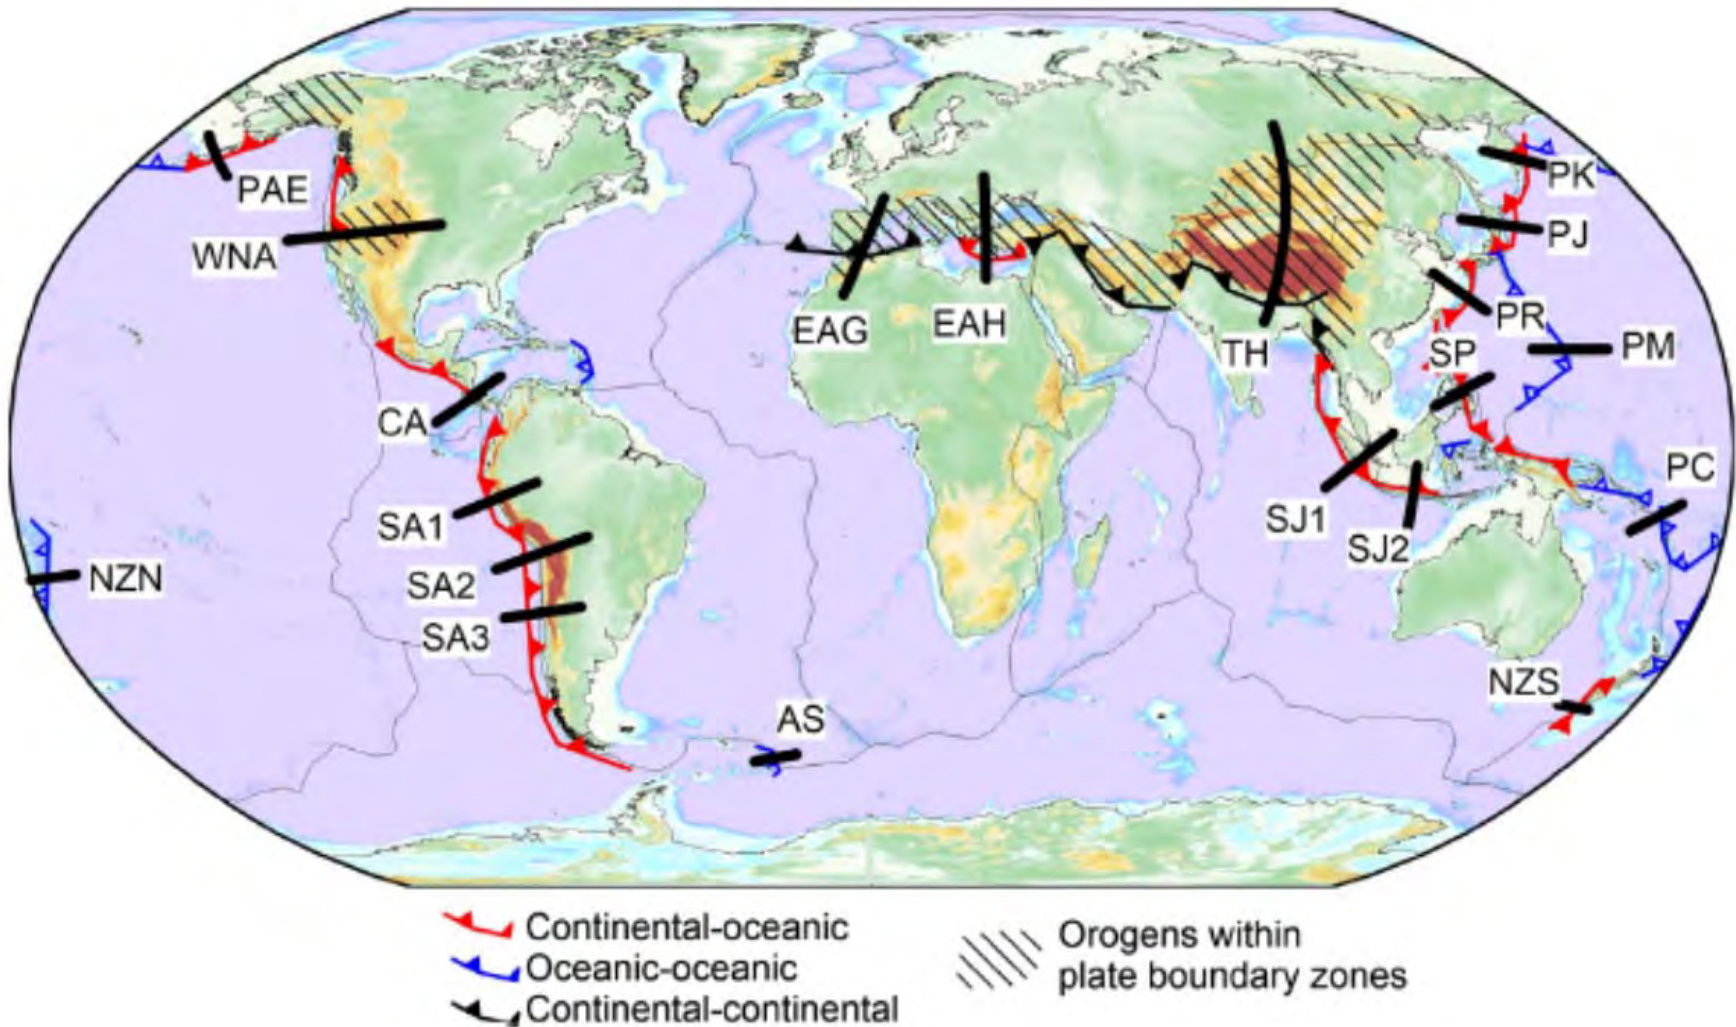 PAE
PK
WNA
PJ
EAG
EAH
PR
TH
SP
PM
CA
PC
SA1
SJ1
SJ2
NZN
SA2
SA3
NZS
AS
Continental-oceanic
Oceanic-oceanic
Continental-continental
Orogens within
plate boundary zones